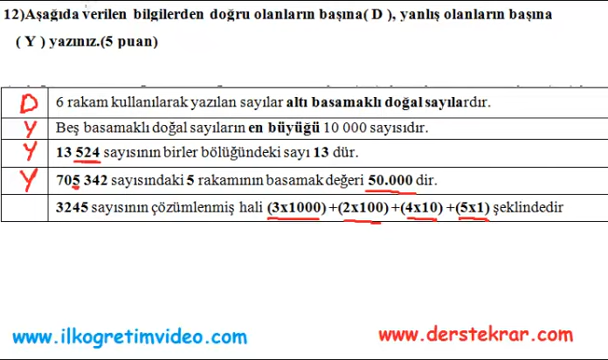 12)Aşağıda verilen bilgilerden doğru olanların başına( D ), yanlış olanların başına
( Y ) yazınız.(5 puan)
D 6 rakam kullanılarak yazılan sayılar altı basamaklı doğal sayılardır.
Y Beş basamaklı doğal sayıların en büyüğü 10 000 sayısıdır.
Y 13 524 sayısının birler bölüğündeki sayı 13 dür.
Y 705 342 sayısındaki 5 rakamının basamak değeri 50.000 dir.
3245 sayısının çözümlenmiş hali (3x1000) +(2x100) +(4x10) +(5x1) şeklindedir
www.ilkogretimvideo.com www.derstekrar.com